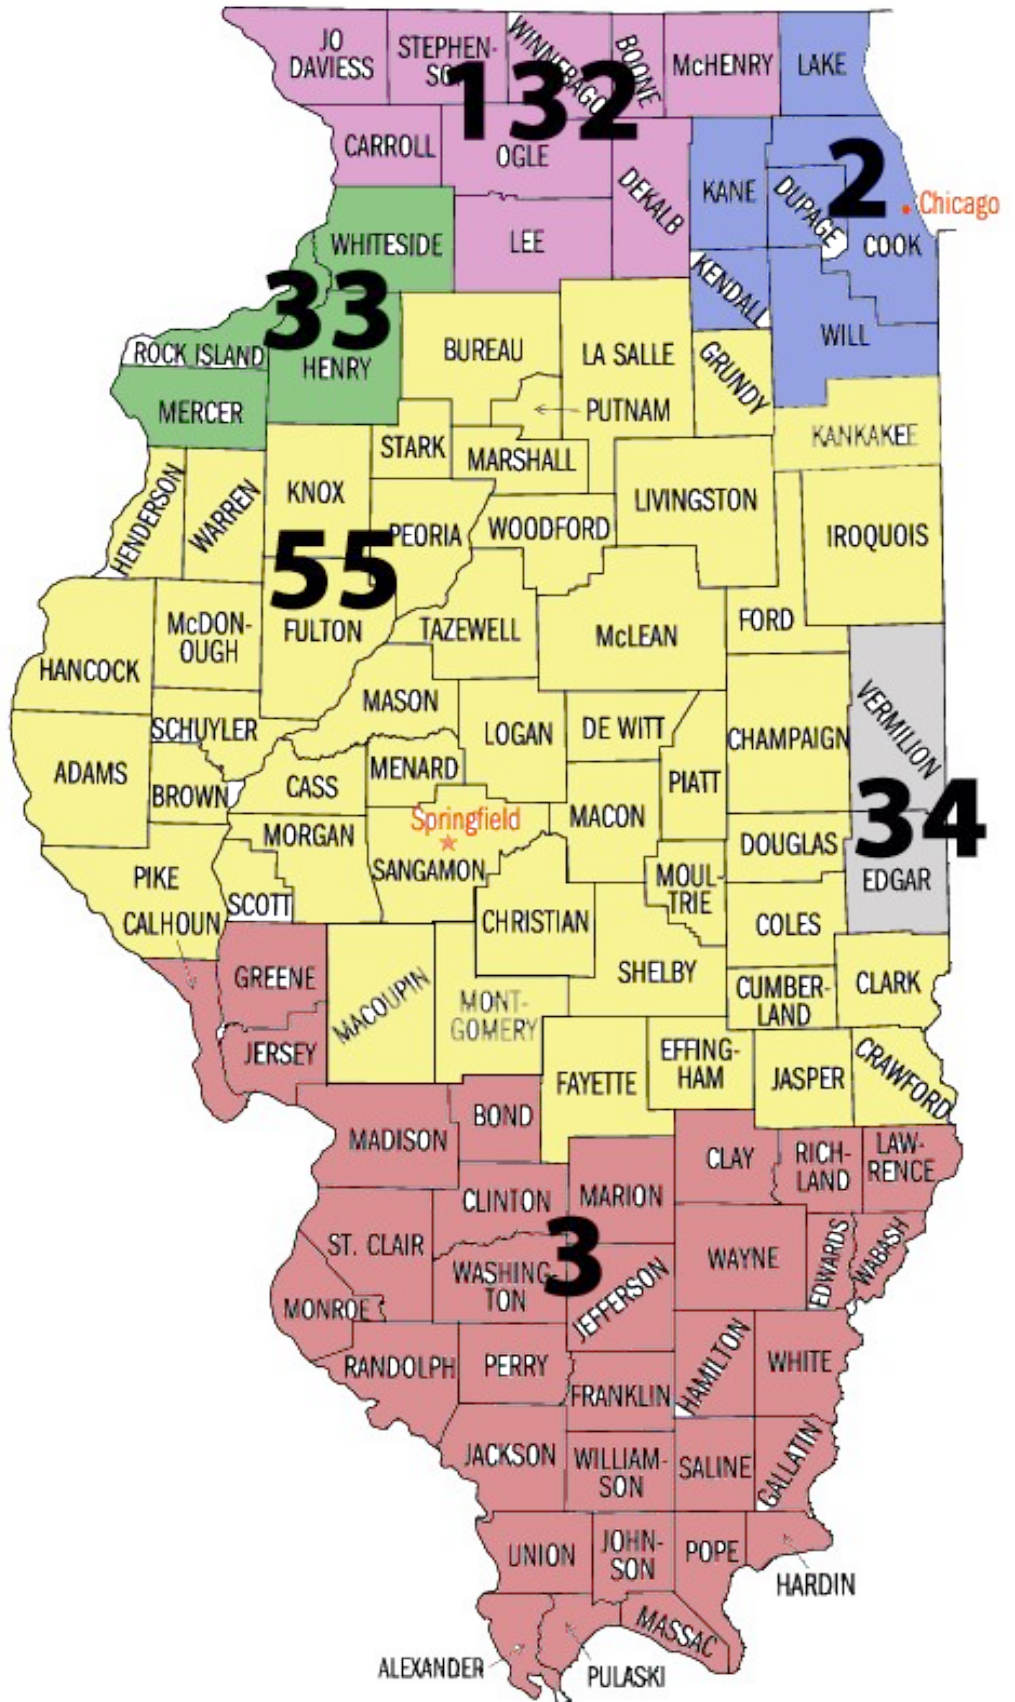 JO
DAVIESS
STEPHEN-
SON
WINNEBAGO
BOONE
McHENRY
LAKE
132
CARROLL
OGLE
DEKALB
KANE
DUPAGE
2
Chicago
COOK
WHITESIDE
LEE
KENDALL
33
ROCK ISLAND
HENRY
BUREAU
LA SALLE
GRUNDY
WILL
MERCER
PUTNAM
KANKAKEE
STARK
MARSHALL
HENDERSON
WARREN
KNOX
PEORIA
WOODFORD
LIVINGSTON
IROQUOIS
55
HANCOCK
McDON-
OUGH
FULTON
TAZEWELL
McLEAN
FORD
MASON
SCHUYLER
LOGAN
DE WITT
CHAMPAIGN
VERMILION
ADAMS
BROWN
CASS
MENARD
PIATT
34
Springfield
MACON
MORGAN
SANGAMON
DOUGLAS
EDGAR
PIKE
SCOTT
MOUL-
TRIE
CALHOUN
CHRISTIAN
COLES
GREENE
MACOUPIN
MONT-
GOMERY
SHELBY
CUMBER-
LAND
CLARK
JERSEY
FAYETTE
EFFING-
HAM
JASPER
CRAWFORD
MADISON
BOND
CLAY
RICH-
LAND
LAW-
RENCE
CLINTON
MARION
3
ST. CLAIR
WASHING-
TON
JEFFERSON
WAYNE
EDWARDS
WABASH
MONROE
RANDOLPH
PERRY
FRANKLIN
HAMILTON
WHITE
JACKSON
WILLIAM-
SON
SALINE
GALLATIN
UNION
JOHN-
SON
POPE
HARDIN
MASSAC
ALEXANDER
PULASKI